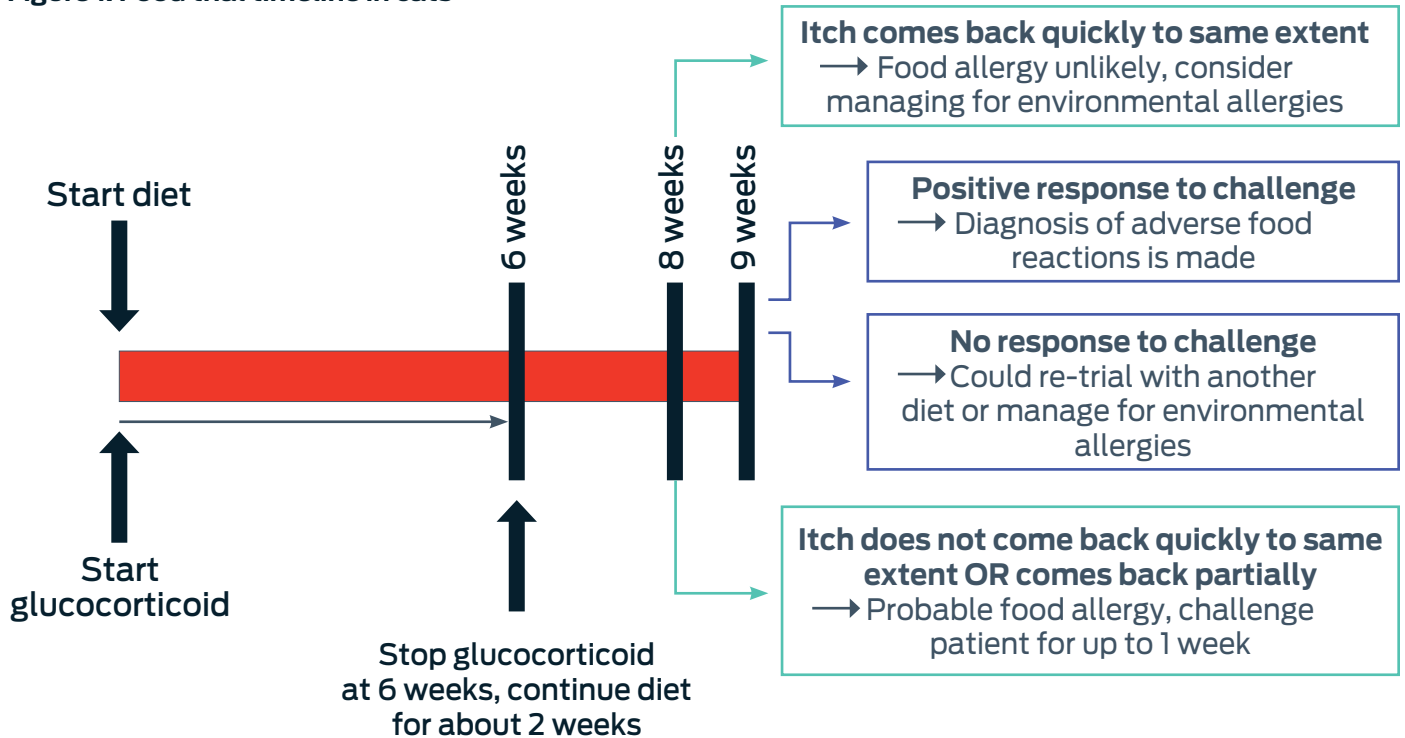 Start diet
Start
glucocorticoid
6 weeks
Stop glucocorticoid
at 6 weeks, continue diet
for about 2 weeks
8 weeks
9 weeks
Itch comes back quickly to same extent
→ Food allergy unlikely, consider
managing for environmental allergies
Positive response to challenge
→ Diagnosis of adverse food
reactions is made
No response to challenge
→ Could re-trial with another
diet or manage for environmental
allergies
Itch does not come back quickly to same
extent OR comes back partially
→ Probable food allergy, challenge
patient for up to 1 week